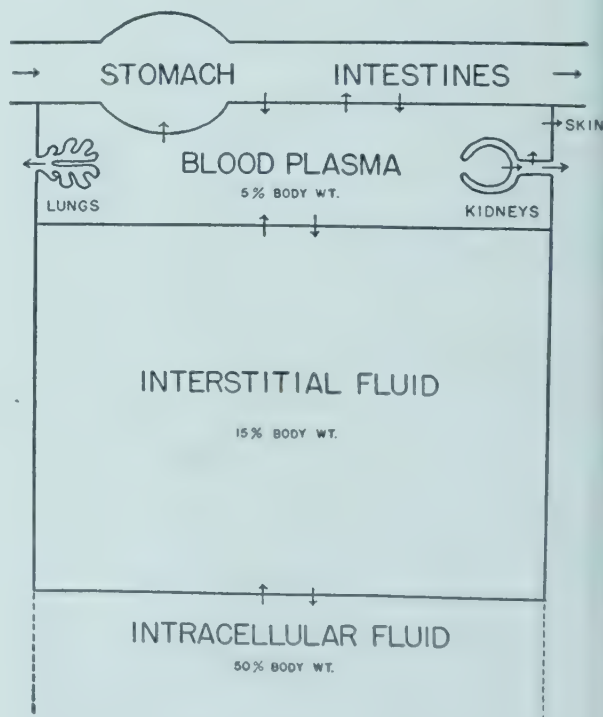 STOMACH INTESTINES
SKIN
BLOOD PLASMA
5% BODY WT.
LUNGS
KIDNEYS
INTERSTITIAL FLUID
15% BODY WT.
INTRACELLULAR FLUID
50% BODY WT.